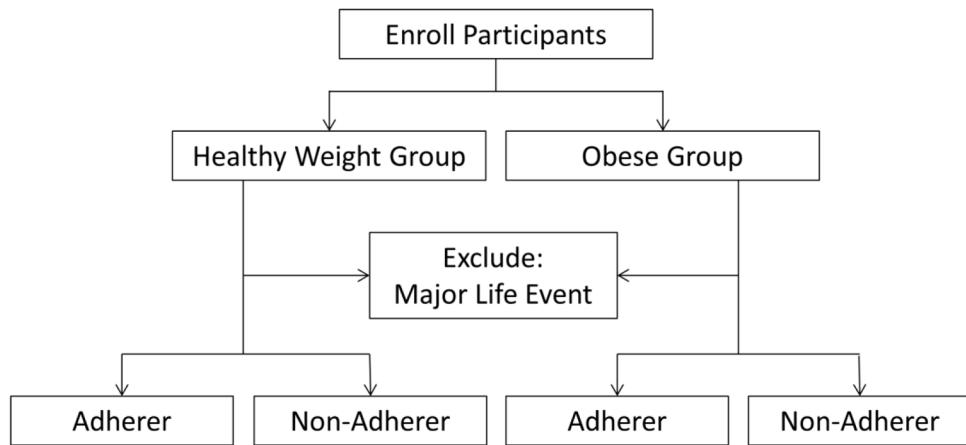 Enroll Participants
Healthy Weight Group
Obese Group
Exclude:
Major Life Event
Adherer
Non-Adherer
Adherer
Non-Adherer